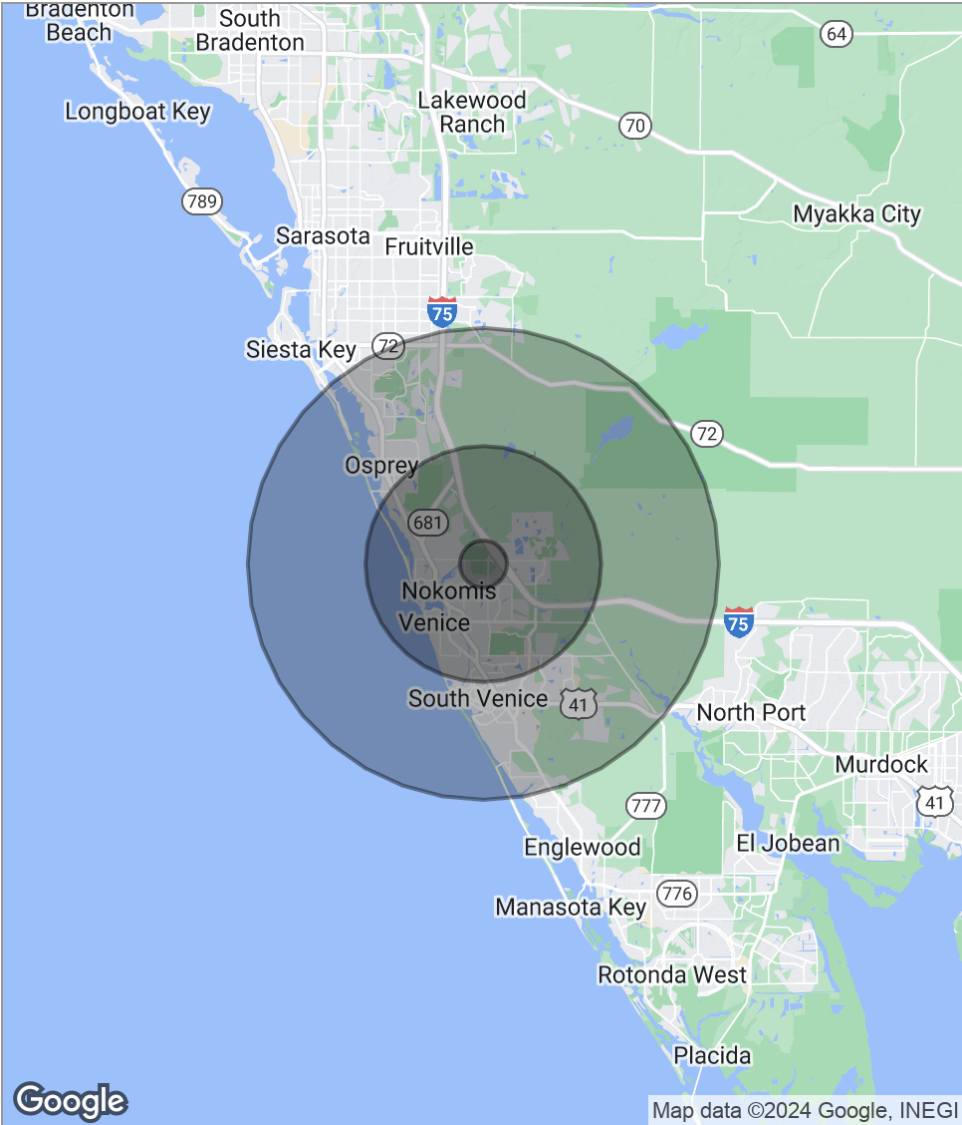 Bradenton
Beach
South
Bradenton
64
Longboat Key
Lakewood
Ranch
70
789
Myakka City
Sarasota
Fruitville
75
Siesta Key
72
72
Osprey
681
Nokomis
Venice
75
South Venice
41
North Port
Murdock
777
41
Englewood
El Jobean
776
Manasota Key
Rotonda West
Placida
Google
Map data ©2024 Google, INEGI